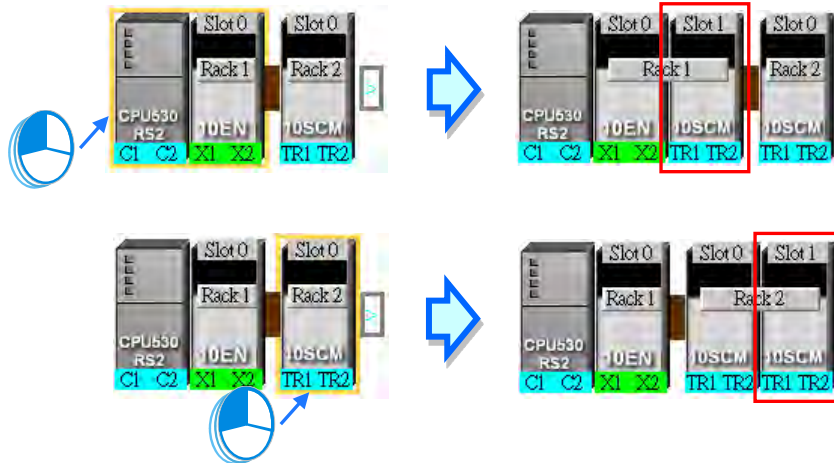 Slot 0 Slot 0
Rack 1 Rack 2
CPU530
RS2 10EN 10SCM
C1 C2 X1 X2 TR1 TR2
Slot 0 Slot 1 Slot 0
Rack 1 Rack 2
CPU530
RS2 10EN 10SCM 10SCM
C1 C2 X1 X2 TR1 TR2 TR1 TR2
Slot 0 Slot 0
Rack 1 Rack 2
CPU530
RS2 10EN 10SCM
C1 C2 X1 X2 TR1 TR2
Slot 0 Slot 0 Slot 1
Rack 1 Rack 2
CPU530
RS2 10EN 10SCM 10SCM
C1 C2 X1 X2 TR1 TR2 TR1 TR2